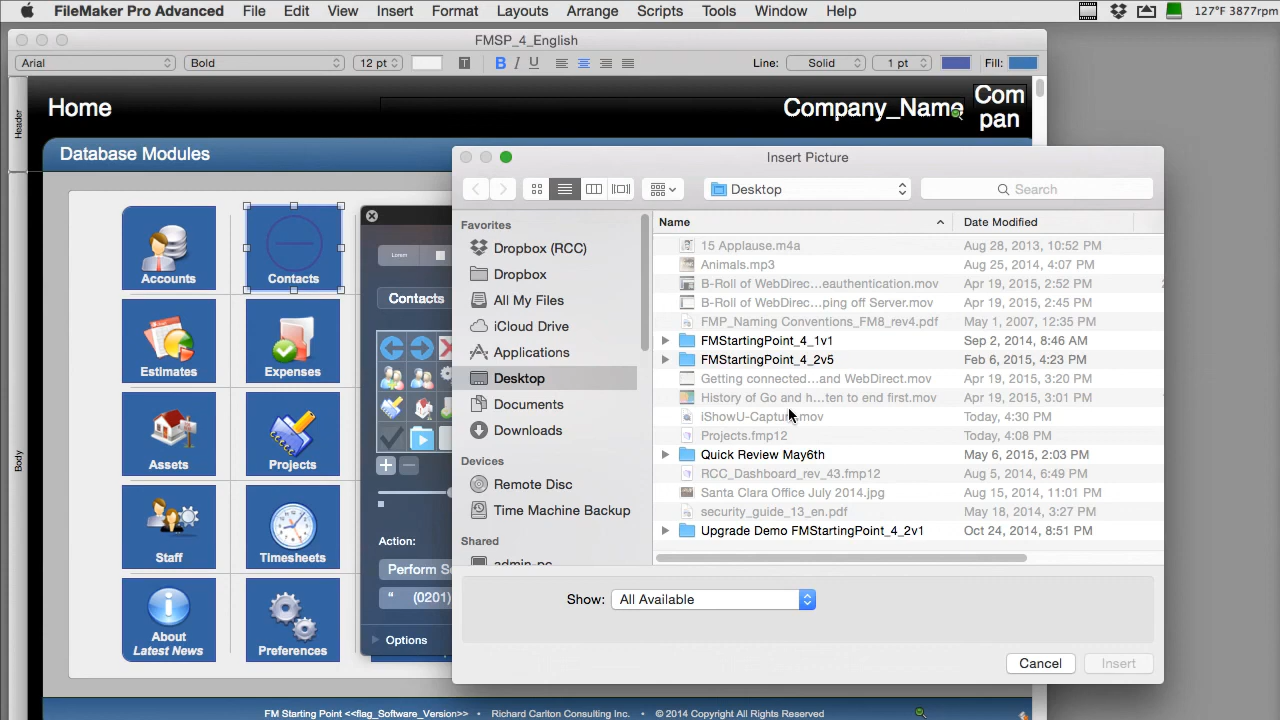 FileMaker Pro Advanced File Edit View Insert Format Layouts Arrange Scripts Tools Window Help 127°F 3877rpm
FMSP_4_English
Arial Bold 12 pt T B I U Line: Solid 1 pt Fill:
Header
Home Company_Name Com
pan
Database Modules
Body
Accounts
Contacts
Estimates
Expenses
Assets
Projects
Staff
Timesheets
About
Latest News
Preferences
Lorem
Contacts
Action:
Perform
“ (0201)
Options
Insert Picture
Desktop Search
Favorites
Dropbox (RCC)
Dropbox
All My Files
iCloud Drive
Applications
Desktop
Documents
Downloads
Devices
Remote Disc
Time Machine Backup
Shared
admin-pc
Name Date Modified
15 Applause.m4a Aug 28, 2013, 10:52 PM
Animals.mp3 Aug 25, 2014, 4:07 PM
B-Roll of WebDirec...eauthentication.mov Apr 19, 2015, 2:52 PM
B-Roll of WebDirec...ping off Server.mov Apr 19, 2015, 2:45 PM
FMP_Naming Conventions_FM8_rev4.pdf May 1, 2007, 12:35 PM
FMStartingPoint_4_1v1 Sep 2, 2014, 8:46 AM
FMStartingPoint_4_2v5 Feb 6, 2015, 4:23 PM
Getting connected...and WebDirect.mov Apr 19, 2015, 3:20 PM
History of Go and h...ten to end first.mov Apr 19, 2015, 3:01 PM
iShowU-Capture.mov Today, 4:30 PM
Projects.fmp12 Today, 4:08 PM
Quick Review May6th May 6, 2015, 2:03 PM
RCC_Dashboard_rev_43.fmp12 Aug 5, 2014, 6:49 PM
Santa Clara Office July 2014.jpg Aug 15, 2014, 11:01 PM
security_guide_13_en.pdf May 18, 2014, 3:27 PM
Upgrade Demo FMStartingPoint_4_2v1 Oct 24, 2014, 8:51 PM
Show: All Available
Cancel Insert
FM Starting Point <<flag_Software_Version>> • Richard Carlton Consulting Inc. • © 2014 Copyright All Rights Reserved